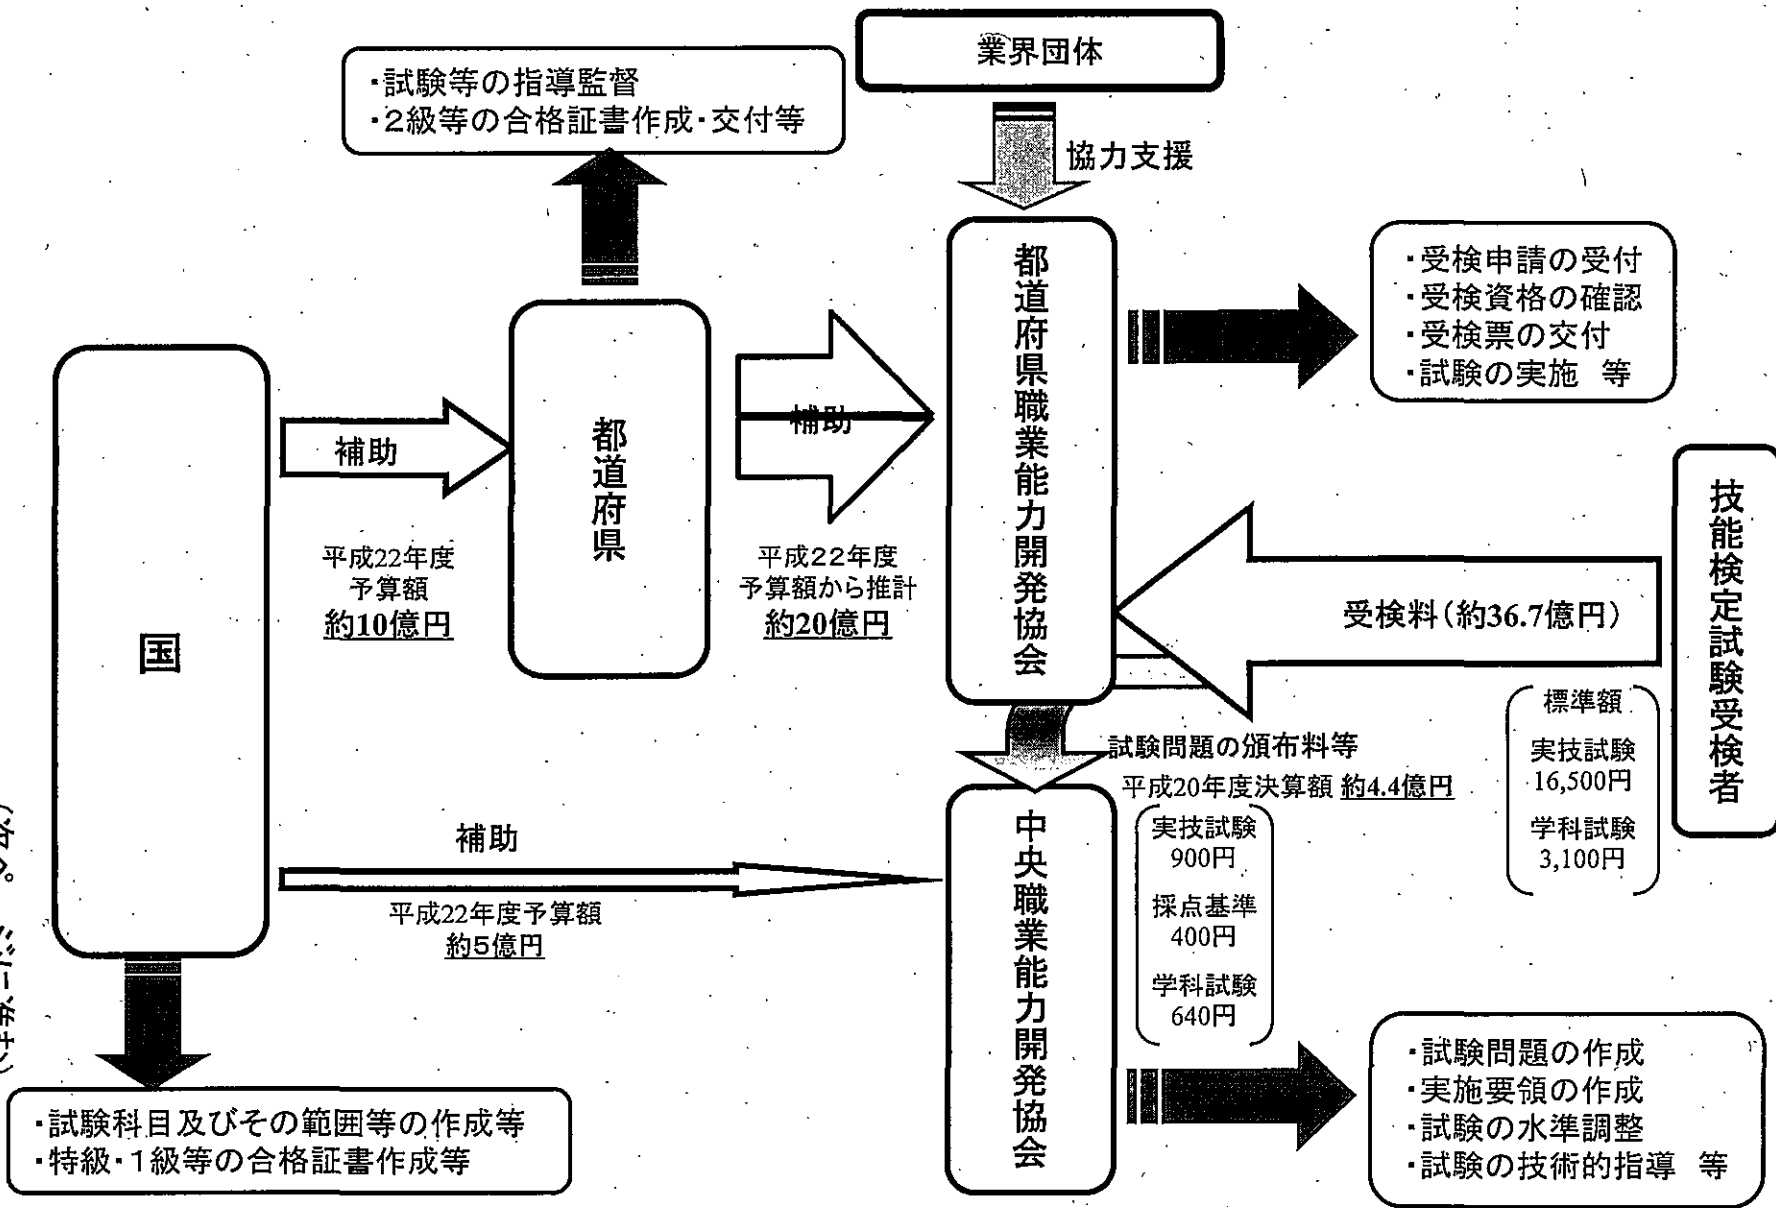 業界団体
・試験等の指導監督
・２級等の合格証書作成・交付等
協力支援
都道府県職業能力開発協会
・受検申請の受付
・受検資格の確認
・受検票の交付
・試験の実施　等
国
補助
平成22年度
予算額
約10億円
都道府県
補助
平成２２年度
予算額から推計
約20億円
受検料（約36.7億円）
技能検定試験受検者
標準額
実技試験
16,500円
学科試験
3,100円
試験問題の頒布料等
平成20年度決算額 約4.4億円
実技試験
900円
採点基準
400円
学科試験
640円
補助
平成22年度予算額
約５億円
中央職業能力開発協会
・試験問題の作成
・実施要領の作成
・試験の水準調整
・試験の技術的指導　等
・試験科目及びその範囲等の作成等
・特級・１級等の合格証書作成等